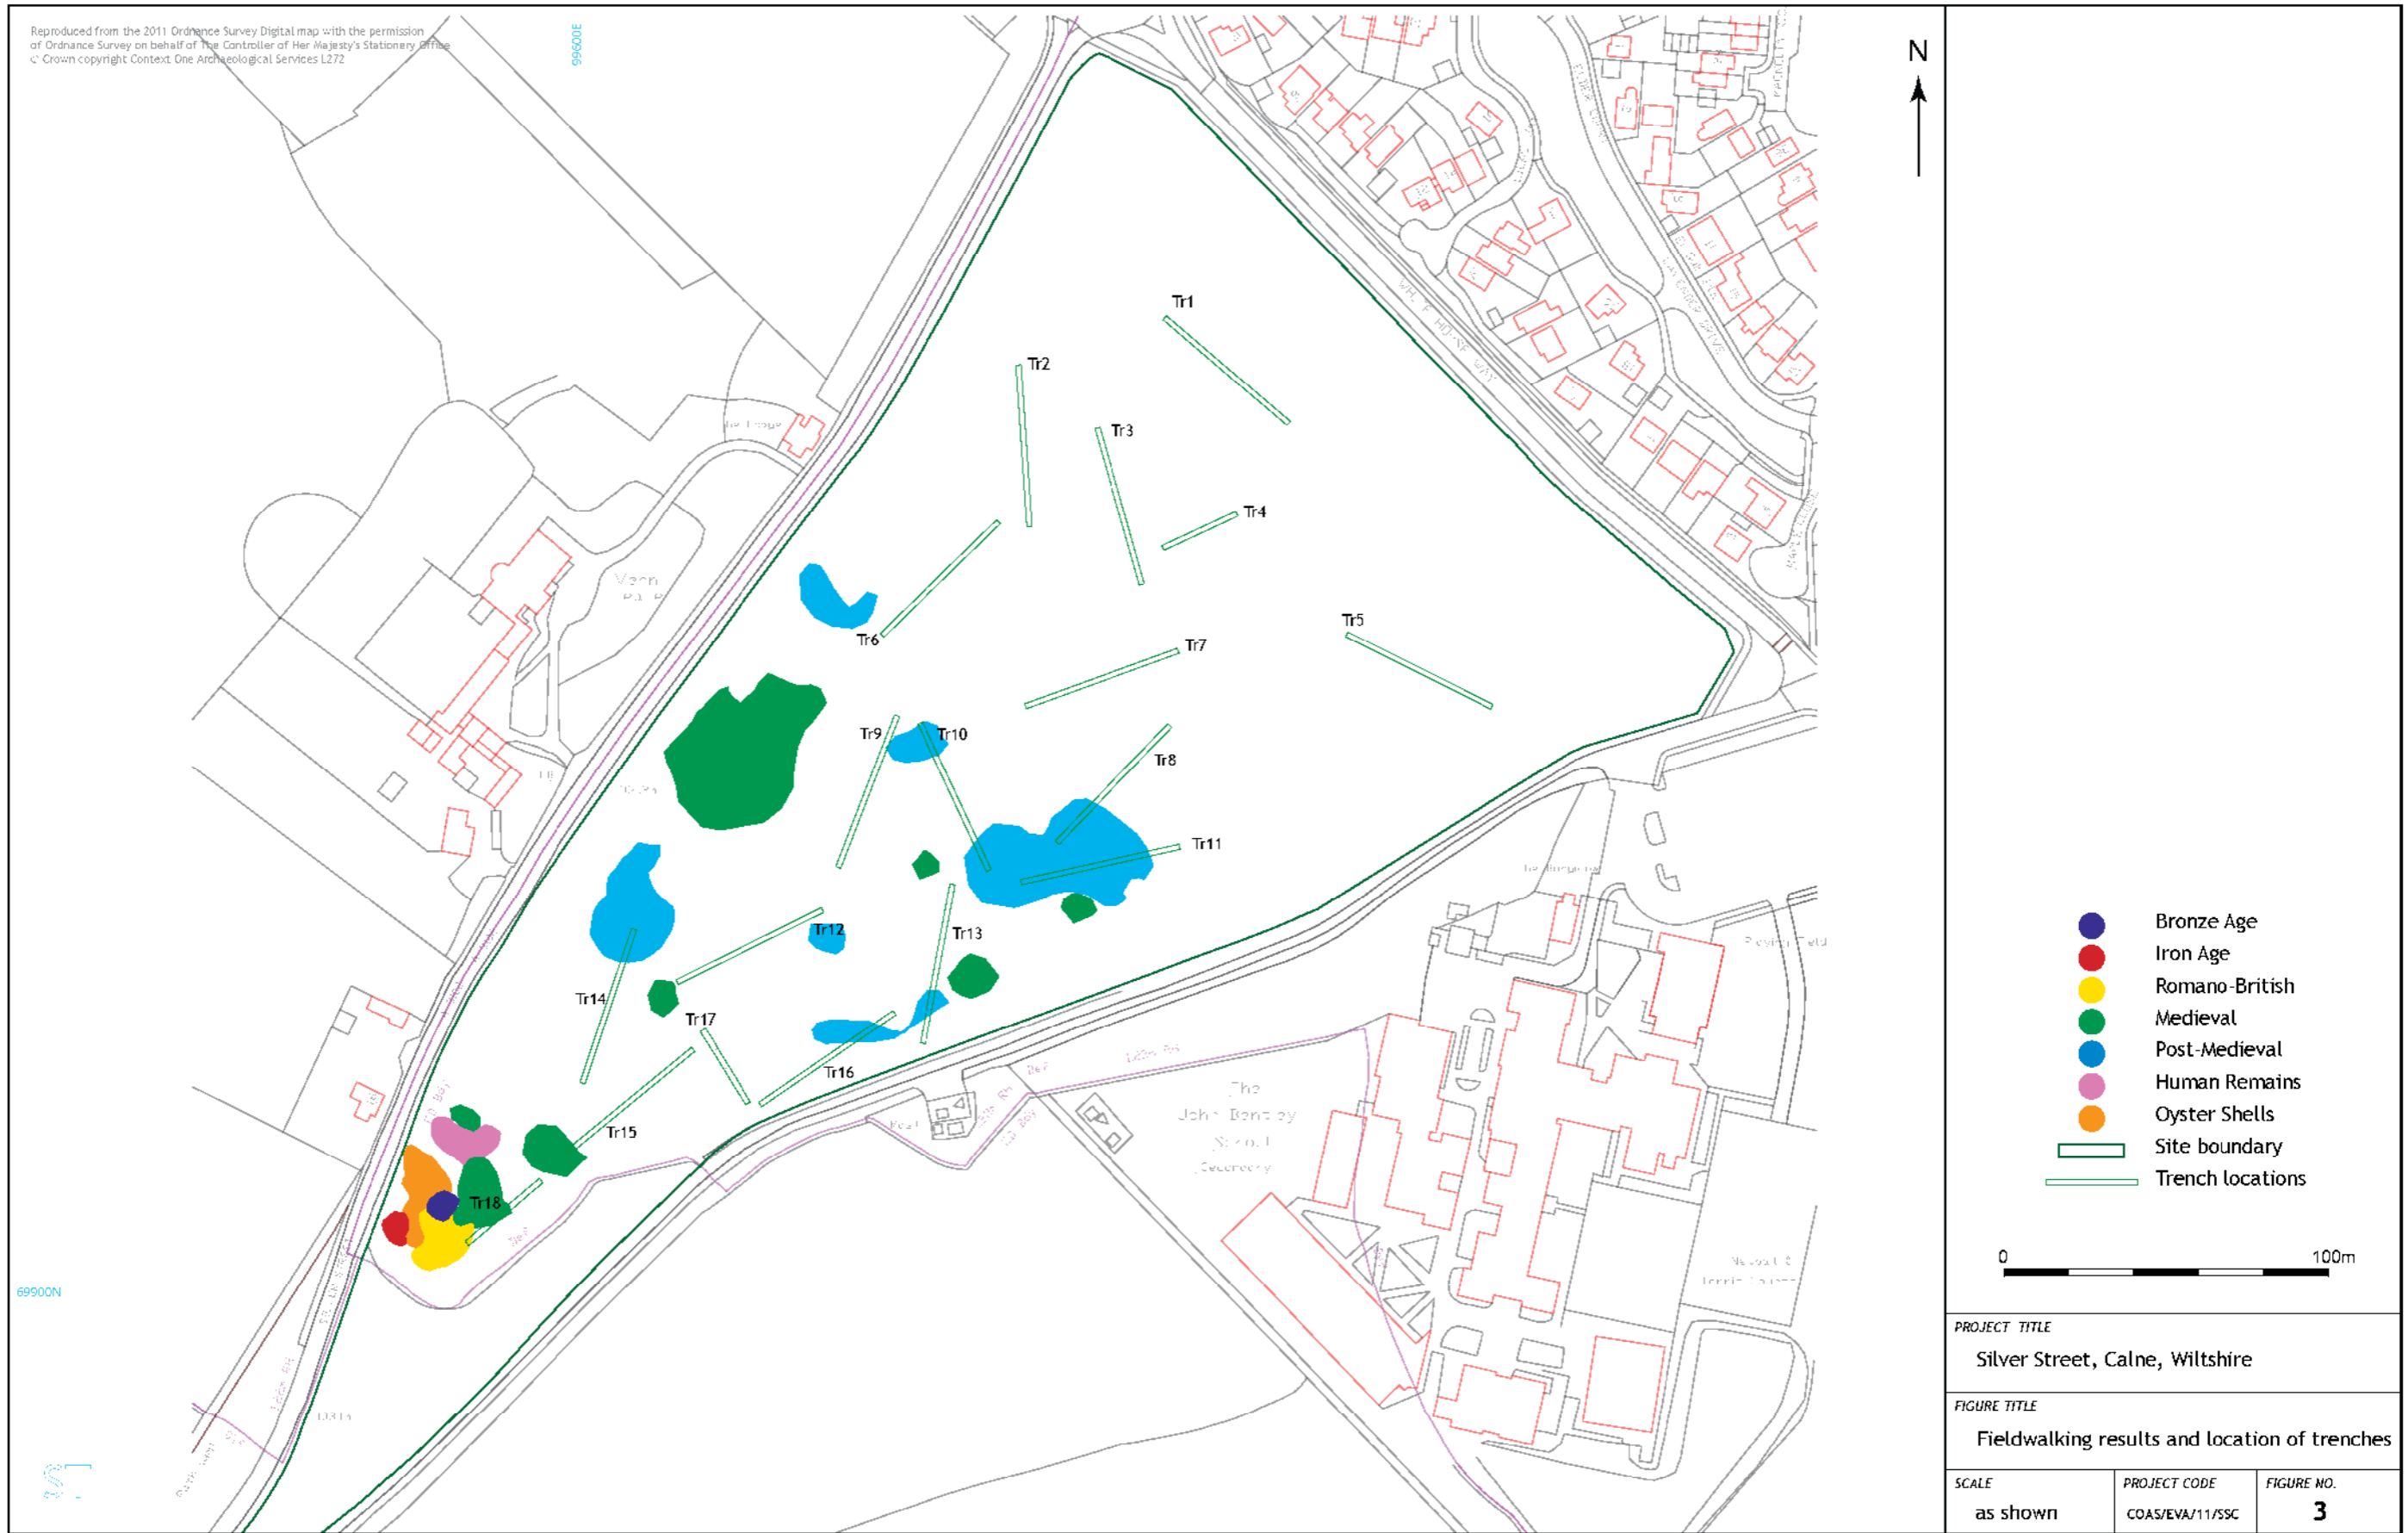 Reproduced from the 2011 Ordnance Survey Digital map with the permission
of Ordnance Survey on behalf of The Controller of Her Majesty's Stationery Office
© Crown copyright Context One Archaeological Services L272
99600E
N
Tr1
Tr2
Tr3
Tr4
Tr5
Tr6
Tr7
Tr9
Tr10
Tr8
Tr11
Tr12
Tr13
Tr14
Tr17
Tr16
Tr15
Tr18
The
John Bentley
School
69900N
Bronze Age
Iron Age
Romano-British
Medieval
Post-Medieval
Human Remains
Oyster Shells
Site boundary
Trench locations
0 100m
PROJECT TITLE
Silver Street, Calne, Wiltshire
FIGURE TITLE
Fieldwalking results and location of trenches
SCALE
as shown
PROJECT CODE
COAS/EVA/11/SSC
FIGURE NO.
3